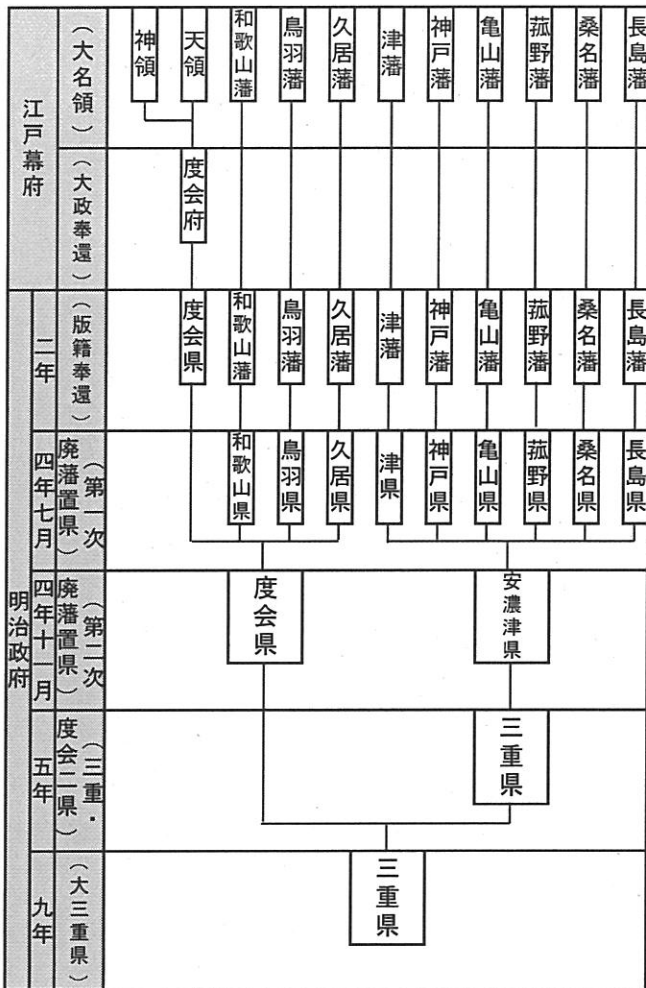 江戸幕府
（大名領）
神領
天領
和歌山藩
鳥羽藩
久居藩
津藩
神戸藩
亀山藩
菰野藩
桑名藩
長島藩
（大政奉還）
度会府
明治政府
二年
（版籍奉還）
度会県
和歌山藩
鳥羽藩
久居藩
津藩
神戸藩
亀山藩
菰野藩
桑名藩
長島藩
四年七月
（第一次
廃藩置県）
和歌山県
鳥羽県
久居県
津県
神戸県
亀山県
菰野県
桑名県
長島県
四年十一月
（第二次
廃藩置県）
度会県
安濃津県
五年
（三重・
度会二県）
三重県
九年
（大三重県）
三重県